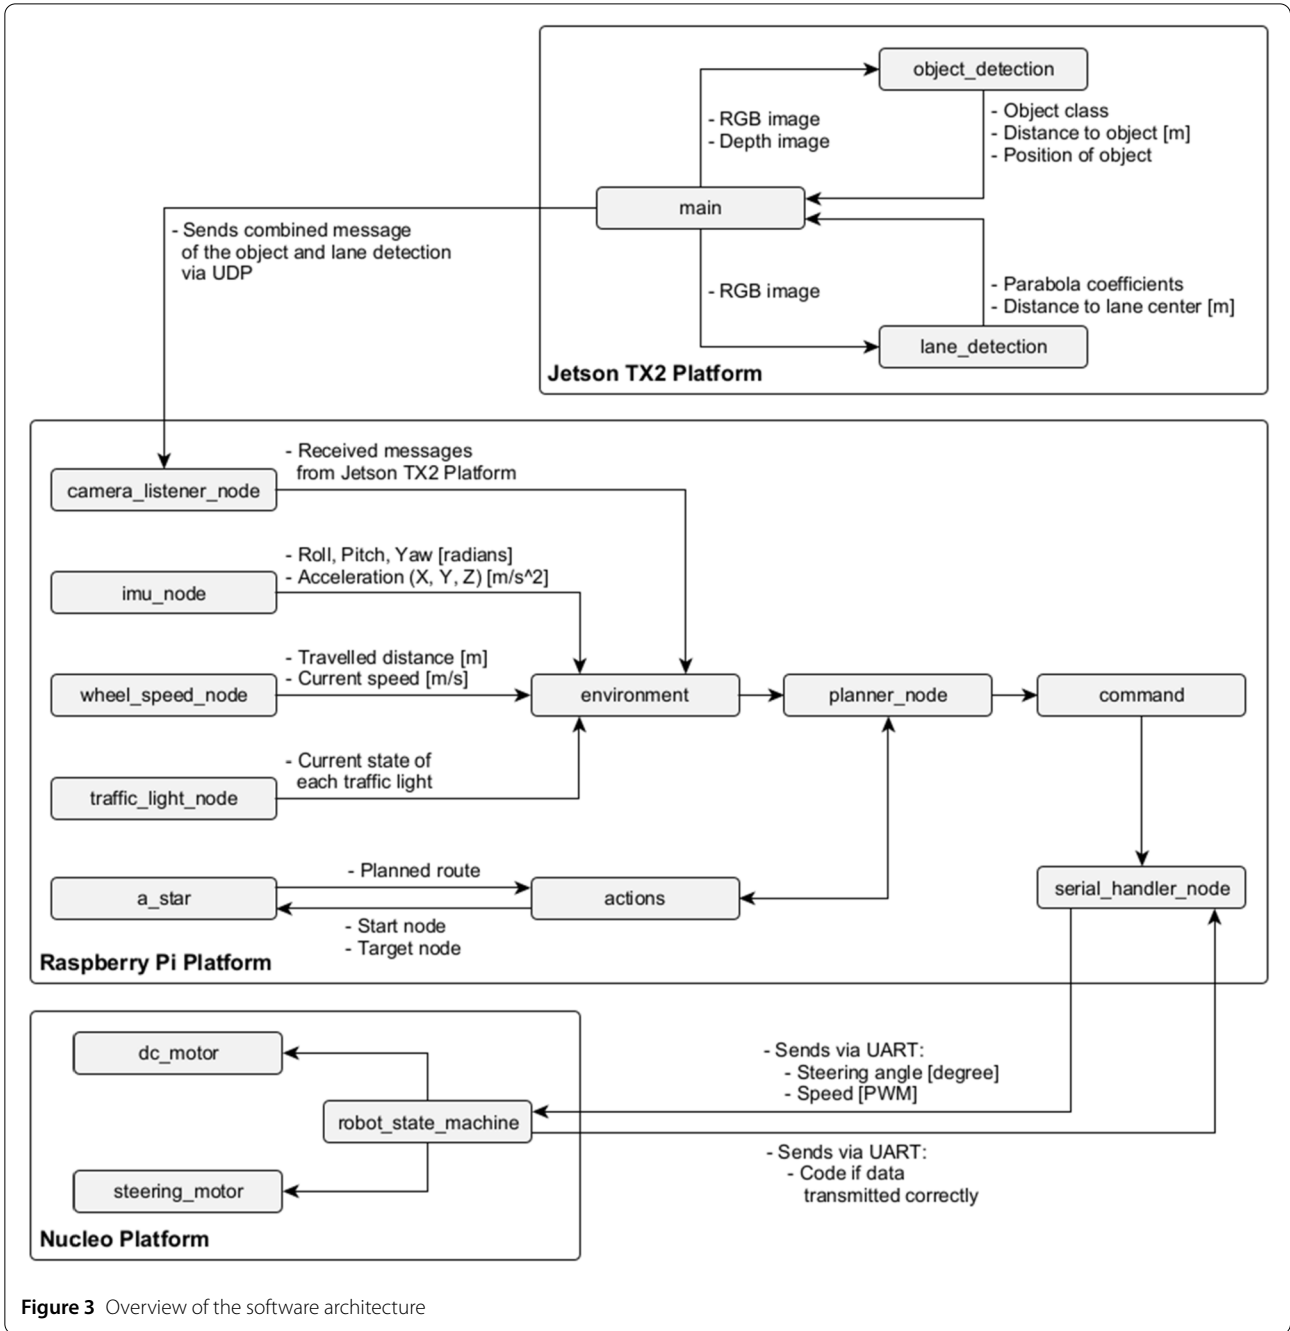 object_detection
- RGB image
- Depth image
- Object class
- Distance to object [m]
- Position of object
main
- Sends combined message
of the object and lane detection
via UDP
- RGB image
- Parabola coefficients
- Distance to lane center [m]
lane_detection
Jetson TX2 Platform
- Received messages
from Jetson TX2 Platform
camera_listener_node
- Roll, Pitch, Yaw [radians]
- Acceleration (X, Y, Z) [m/s^2]
imu_node
- Travelled distance [m]
- Current speed [m/s]
wheel_speed_node
environment
planner_node
command
- Current state of
each traffic light
traffic_light_node
- Planned route
a_star
actions
serial_handler_node
- Start node
- Target node
Raspberry Pi Platform
dc_motor
- Sends via UART:
- Steering angle [degree]
- Speed [PWM]
robot_state_machine
- Sends via UART:
- Code if data
transmitted correctly
steering_motor
Nucleo Platform
Figure 3 Overview of the software architecture